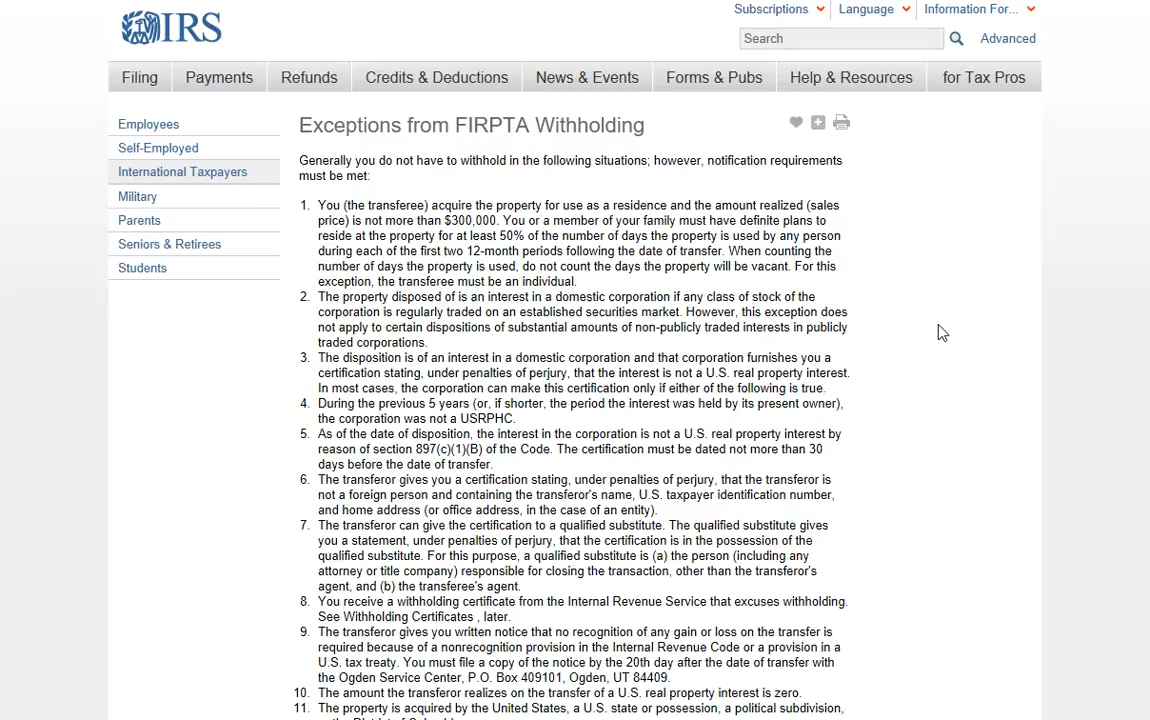 IRS
Subscriptions
Language
Information For...
Search
Advanced
Filing
Payments
Refunds
Credits & Deductions
News & Events
Forms & Pubs
Help & Resources
for Tax Pros
Employees
Self-Employed
International Taxpayers
Military
Parents
Seniors & Retirees
Students
Exceptions from FIRPTA Withholding
Generally you do not have to withhold in the following situations; however, notification requirements
must be met:
1. You (the transferee) acquire the property for use as a residence and the amount realized (sales
price) is not more than $300,000. You or a member of your family must have definite plans to
reside at the property for at least 50% of the number of days the property is used by any person
during each of the first two 12-month periods following the date of transfer. When counting the
number of days the property is used, do not count the days the property will be vacant. For this
exception, the transferee must be an individual.
2. The property disposed of is an interest in a domestic corporation if any class of stock of the
corporation is regularly traded on an established securities market. However, this exception does
not apply to certain dispositions of substantial amounts of non-publicly traded interests in publicly
traded corporations.
3. The disposition is of an interest in a domestic corporation and that corporation furnishes you a
certification stating, under penalties of perjury, that the interest is not a U.S. real property interest.
In most cases, the corporation can make this certification only if either of the following is true.
4. During the previous 5 years (or, if shorter, the period the interest was held by its present owner),
the corporation was not a USRPHC.
5. As of the date of disposition, the interest in the corporation is not a U.S. real property interest by
reason of section 897(c)(1)(B) of the Code. The certification must be dated not more than 30
days before the date of transfer.
6. The transferor gives you a certification stating, under penalties of perjury, that the transferor is
not a foreign person and containing the transferor's name, U.S. taxpayer identification number,
and home address (or office address, in the case of an entity).
7. The transferor can give the certification to a qualified substitute. The qualified substitute gives
you a statement, under penalties of perjury, that the certification is in the possession of the
qualified substitute. For this purpose, a qualified substitute is (a) the person (including any
attorney or title company) responsible for closing the transaction, other than the transferor's
agent, and (b) the transferee's agent.
8. You receive a withholding certificate from the Internal Revenue Service that excuses withholding.
See Withholding Certificates , later.
9. The transferor gives you written notice that no recognition of any gain or loss on the transfer is
required because of a nonrecognition provision in the Internal Revenue Code or a provision in a
U.S. tax treaty. You must file a copy of the notice by the 20th day after the date of transfer with
the Ogden Service Center, P.O. Box 409101, Ogden, UT 84409.
10. The amount the transferor realizes on the transfer of a U.S. real property interest is zero.
11. The property is acquired by the United States, a U.S. state or possession, a political subdivision,